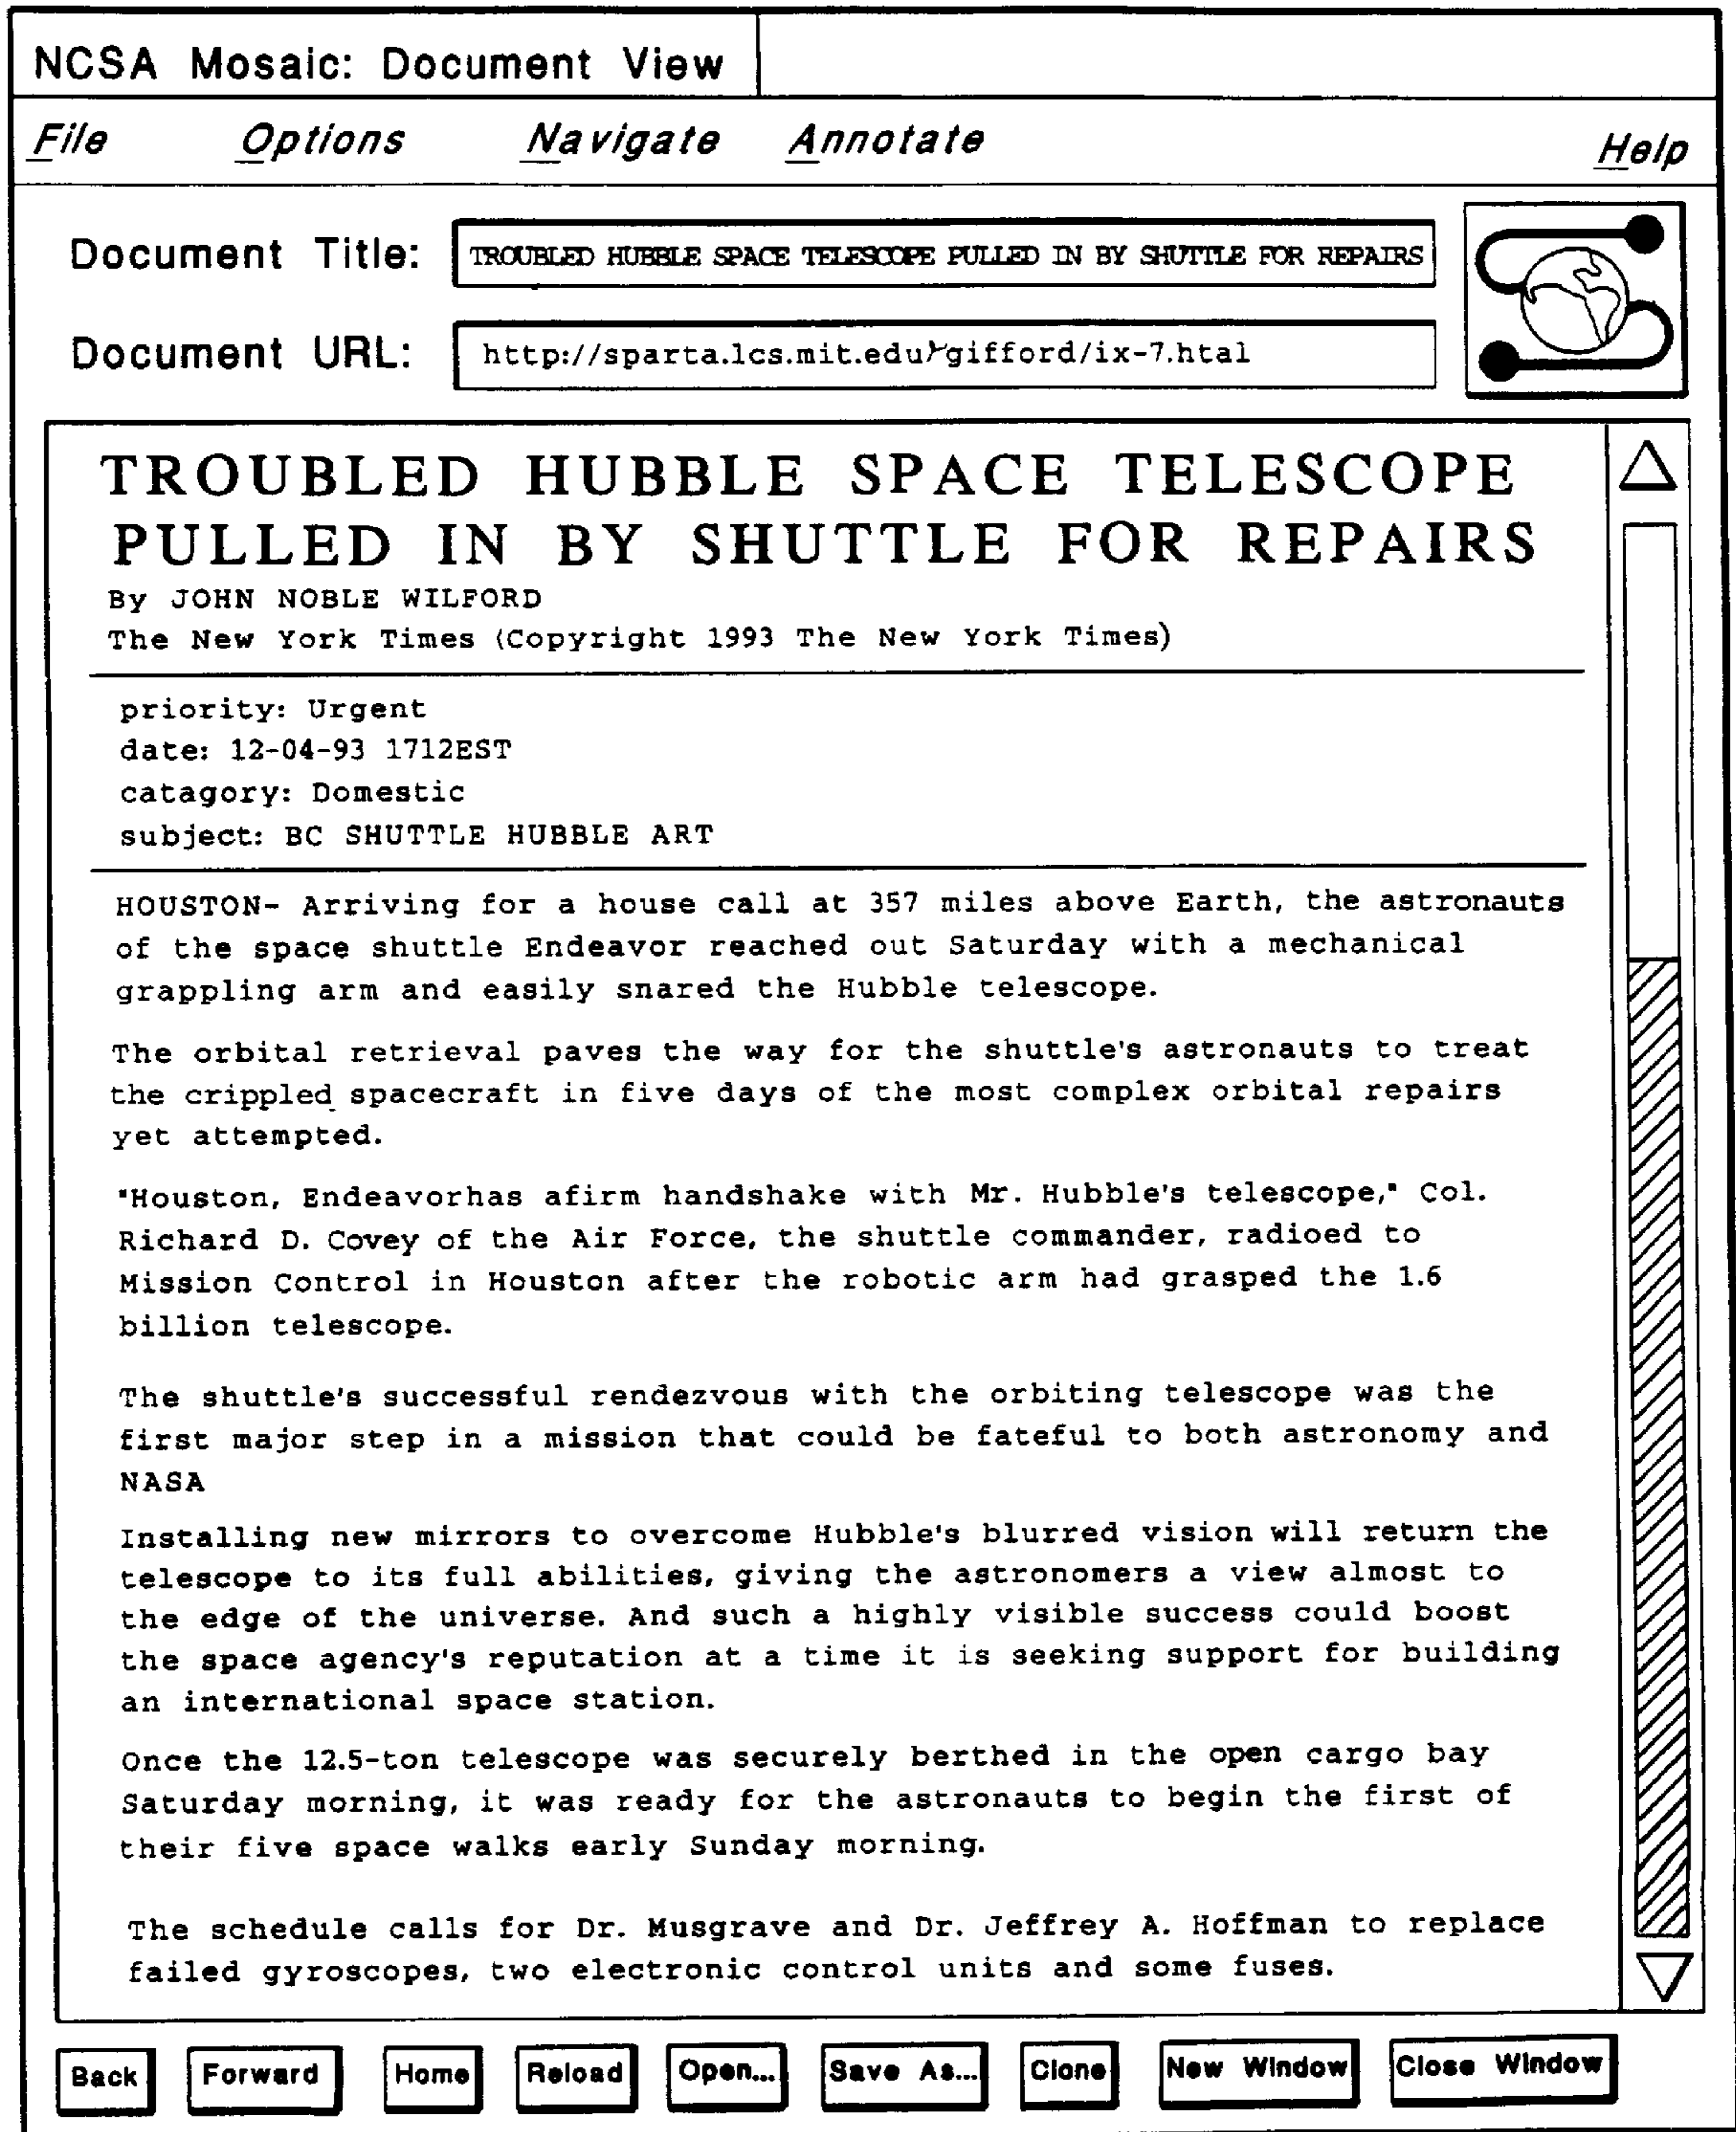 NCSA Mosaic: Document View
File Options Navigate Annotate Help
Document Title: TROUBLED HUBBLE SPACE TELESCOPE PULLED IN BY SHUTTLE FOR REPAIRS
Document URL: http://sparta.lcs.mit.edu/~gifford/ix-7.htal
TROUBLED HUBBLE SPACE TELESCOPE
PULLED IN BY SHUTTLE FOR REPAIRS
By JOHN NOBLE WILFORD
The New York Times (Copyright 1993 The New York Times)
priority: Urgent
date: 12-04-93 1712EST
catagory: Domestic
subject: BC SHUTTLE HUBBLE ART
HOUSTON- Arriving for a house call at 357 miles above Earth, the astronauts
of the space shuttle Endeavor reached out Saturday with a mechanical
grappling arm and easily snared the Hubble telescope.
The orbital retrieval paves the way for the shuttle's astronauts to treat
the crippled spacecraft in five days of the most complex orbital repairs
yet attempted.
"Houston, Endeavorhas afirm handshake with Mr. Hubble's telescope," Col.
Richard D. Covey of the Air Force, the shuttle commander, radioed to
Mission Control in Houston after the robotic arm had grasped the 1.6
billion telescope.
The shuttle's successful rendezvous with the orbiting telescope was the
first major step in a mission that could be fateful to both astronomy and
NASA
Installing new mirrors to overcome Hubble's blurred vision will return the
telescope to its full abilities, giving the astronomers a view almost to
the edge of the universe. And such a highly visible success could boost
the space agency's reputation at a time it is seeking support for building
an international space station.
Once the 12.5-ton telescope was securely berthed in the open cargo bay
Saturday morning, it was ready for the astronauts to begin the first of
their five space walks early Sunday morning.
The schedule calls for Dr. Musgrave and Dr. Jeffrey A. Hoffman to replace
failed gyroscopes, two electronic control units and some fuses.
Back Forward Home Reload Open... Save As... Clone New Window Close Window